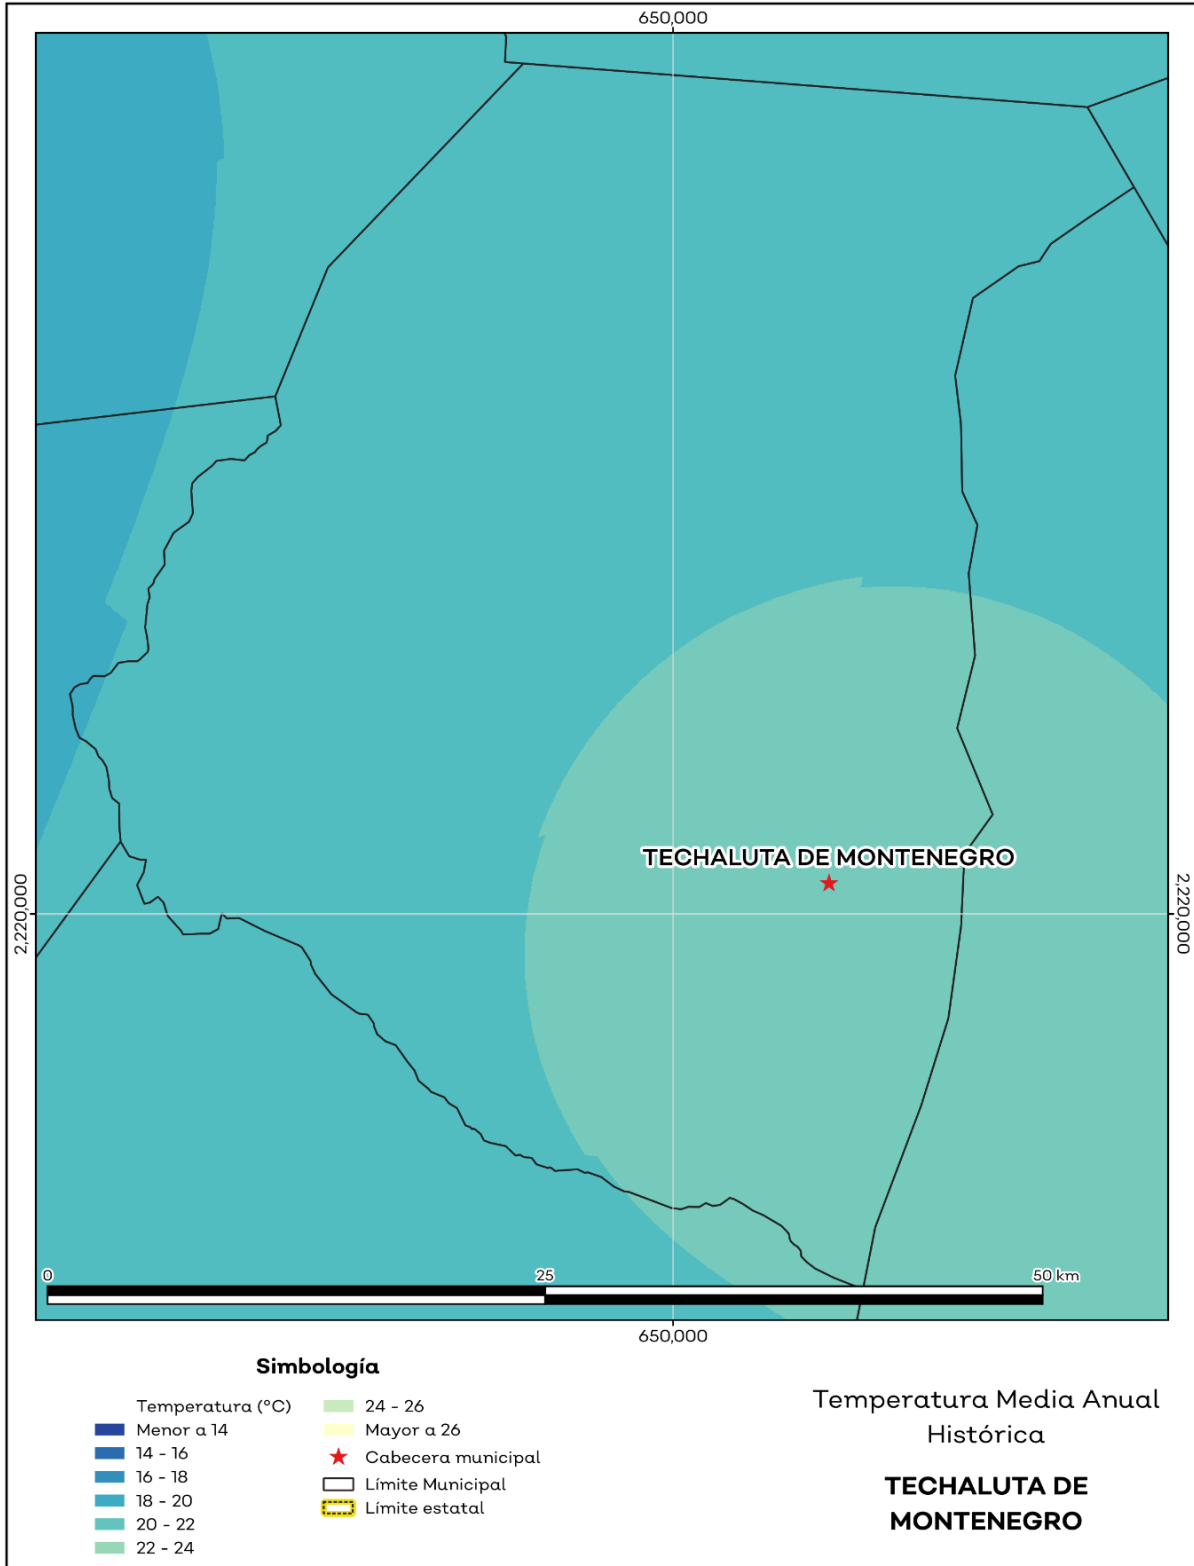 650,000
TECHALUTA DE MONTENEGRO
2,220,000
2,220,000
0
25
50 km
650,000
Simbología
Temperatura (°C)
Menor a 14
14 - 16
16 - 18
18 - 20
20 - 22
22 - 24
24 - 26
Mayor a 26
Cabecera municipal
Límite Municipal
Límite estatal
Temperatura Media Anual
Histórica
TECHALUTA DE
MONTENEGRO